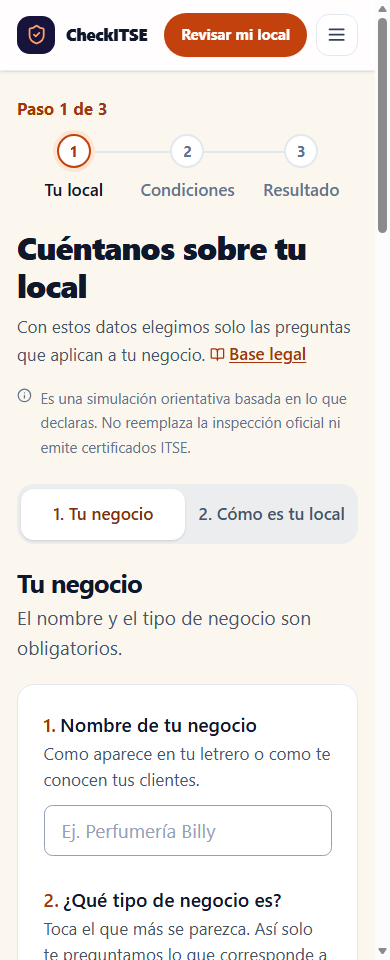 CheckITSE
Revisar mi local
Paso 1 de 3
1
2
3
Tu local
Condiciones
Resultado
Cuéntanos sobre tu
local
Con estos datos elegimos solo las preguntas
que aplican a tu negocio. Base legal
Es una simulación orientativa basada en lo que
declaras. No reemplaza la inspección oficial ni
emite certificados ITSE.
1. Tu negocio
2. Cómo es tu local
Tu negocio
El nombre y el tipo de negocio son
obligatorios.
1. Nombre de tu negocio
Como aparece en tu letrero o como te
conocen tus clientes.
Ej. Perfumería Billy
2. ¿Qué tipo de negocio es?
Toca el que más se parezca. Así solo
te preguntamos lo que corresponde a